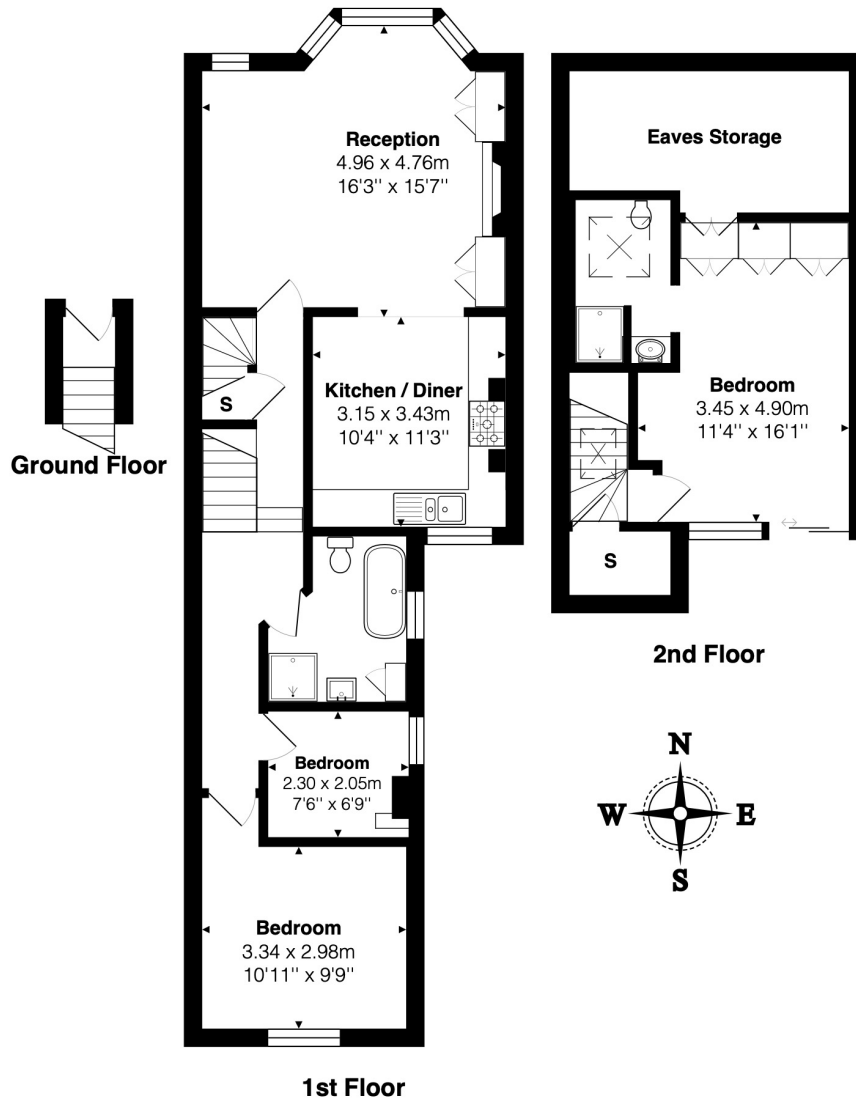 Reception
4.96 x 4.76m
16'3'' x 15'7''
Eaves Storage
S
Kitchen / Diner
3.15 x 3.43m
10'4'' x 11'3''
Bedroom
3.45 x 4.90m
11'4'' x 16'1''
Ground Floor
S
2nd Floor
Bedroom
2.30 x 2.05m
7'6'' x 6'9''
N
W
E
S
Bedroom
3.34 x 2.98m
10'11'' x 9'9''
1st Floor